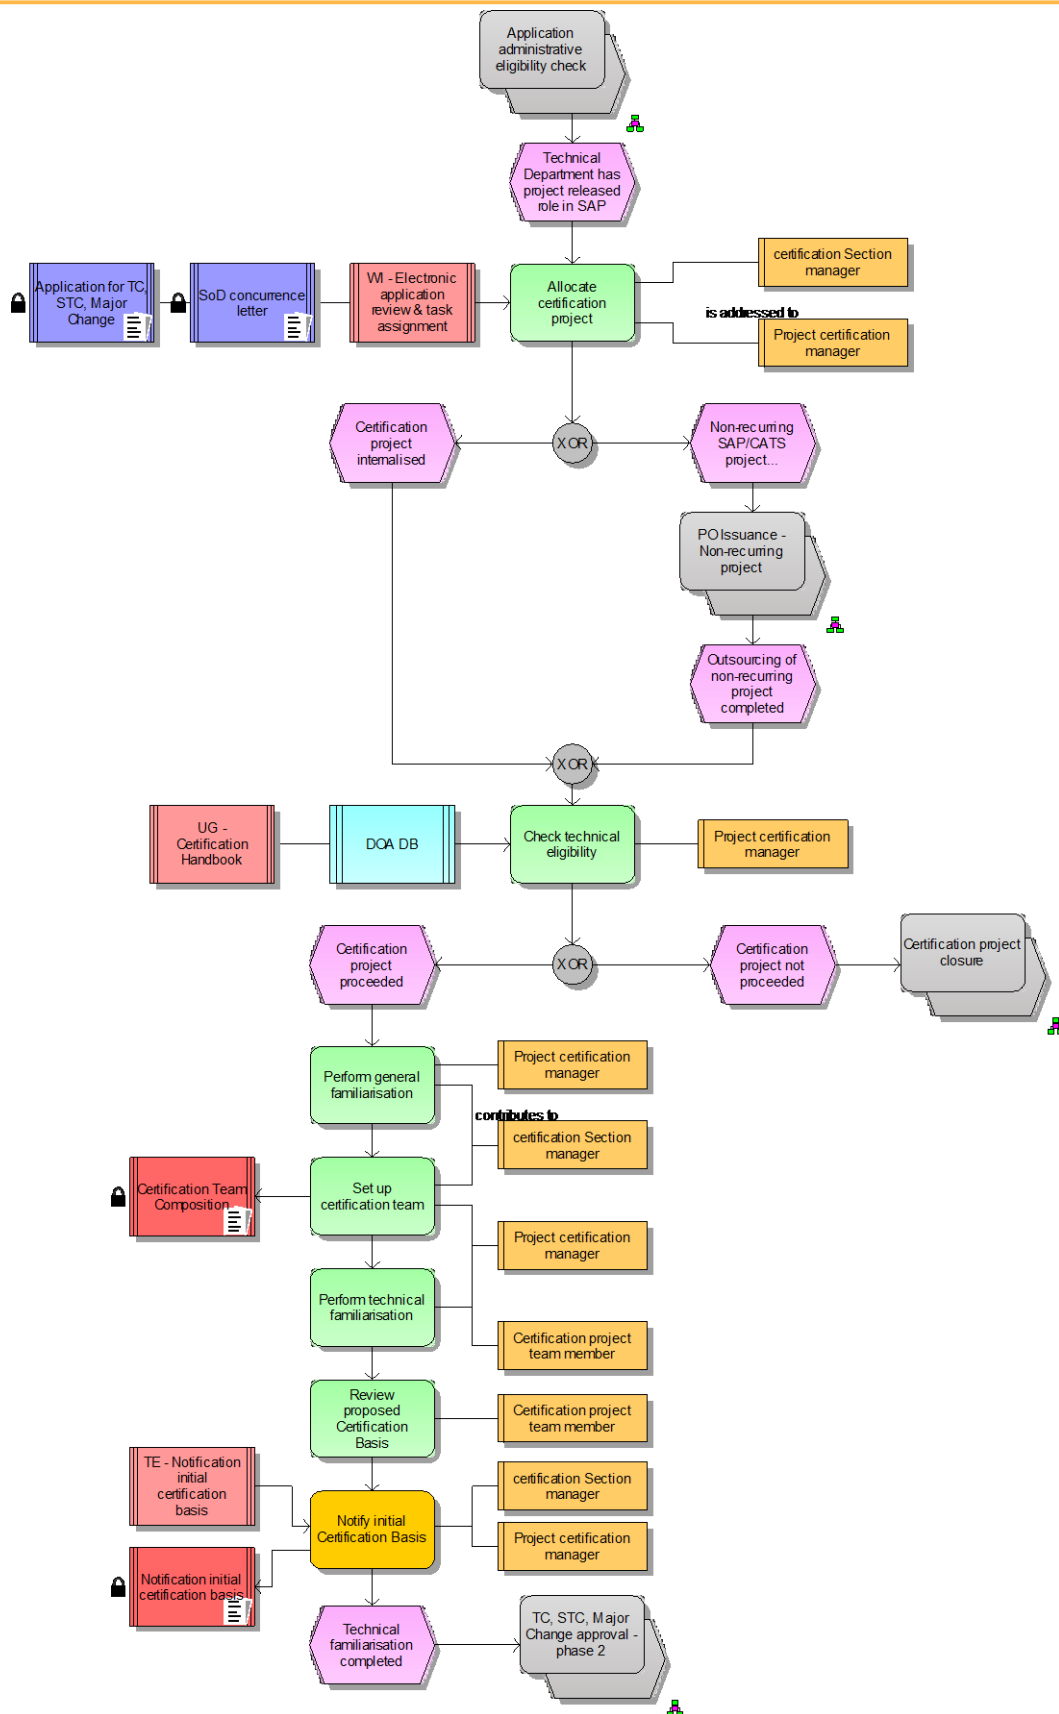 Application
administrative
eligibility check
Technical
Department has
project released
role in SAP
Application for TC,
STC, Major
Change
SoD concurrence
letter
WI - Electronic
application
review & task
assignment
Allocate
certification
project
certification Section
manager
is addressed to
Project certification
manager
Certification
project
internalised
XOR
Non-recurring
SAP/CATS
project...
PO Issuance -
Non-recurring
project
Outsourcing of
non-recurring
project
completed
XOR
UG -
Certification
Handbook
DOA DB
Check technical
eligibility
Project certification
manager
Certification
project
proceeded
XOR
Certification
project not
proceeded
Certification project
closure
Perform general
familiarisation
Project certification
manager
contributes to
certification Section
manager
Certification Team
Composition
Set up
certification team
Project certification
manager
Perform technical
familiarisation
Certification project
team member
Review
proposed
Certification
Basis
Certification project
team member
TE - Notification
initial
certification
basis
certification Section
manager
Notify initial
Certification Basis
Project certification
manager
Notification initial
certification basis
Technical
familiarisation
completed
TC, STC, Major
Change approval -
phase 2